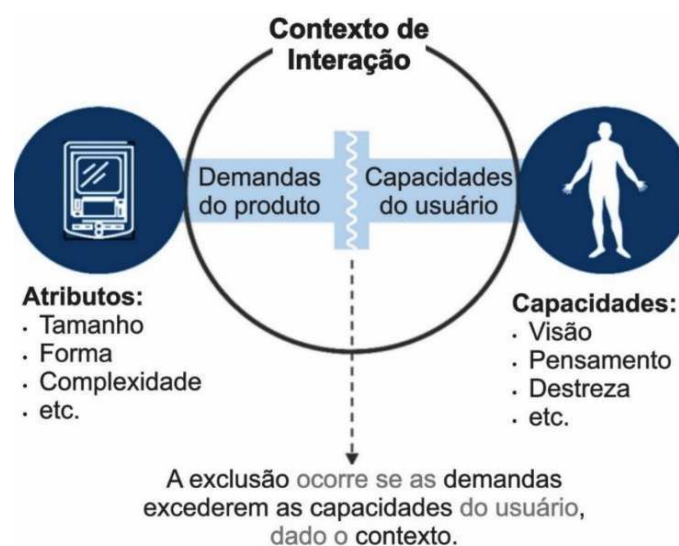 Contexto de
Interação
Demandas
do produto
Capacidades
do usuário
Atributos:
• Tamanho
• Forma
• Complexidade
• etc.
Capacidades:
• Visão
• Pensamento
• Destreza
• etc.
A exclusão ocorre se as demandas
excederem as capacidades do usuário,
dado o contexto.